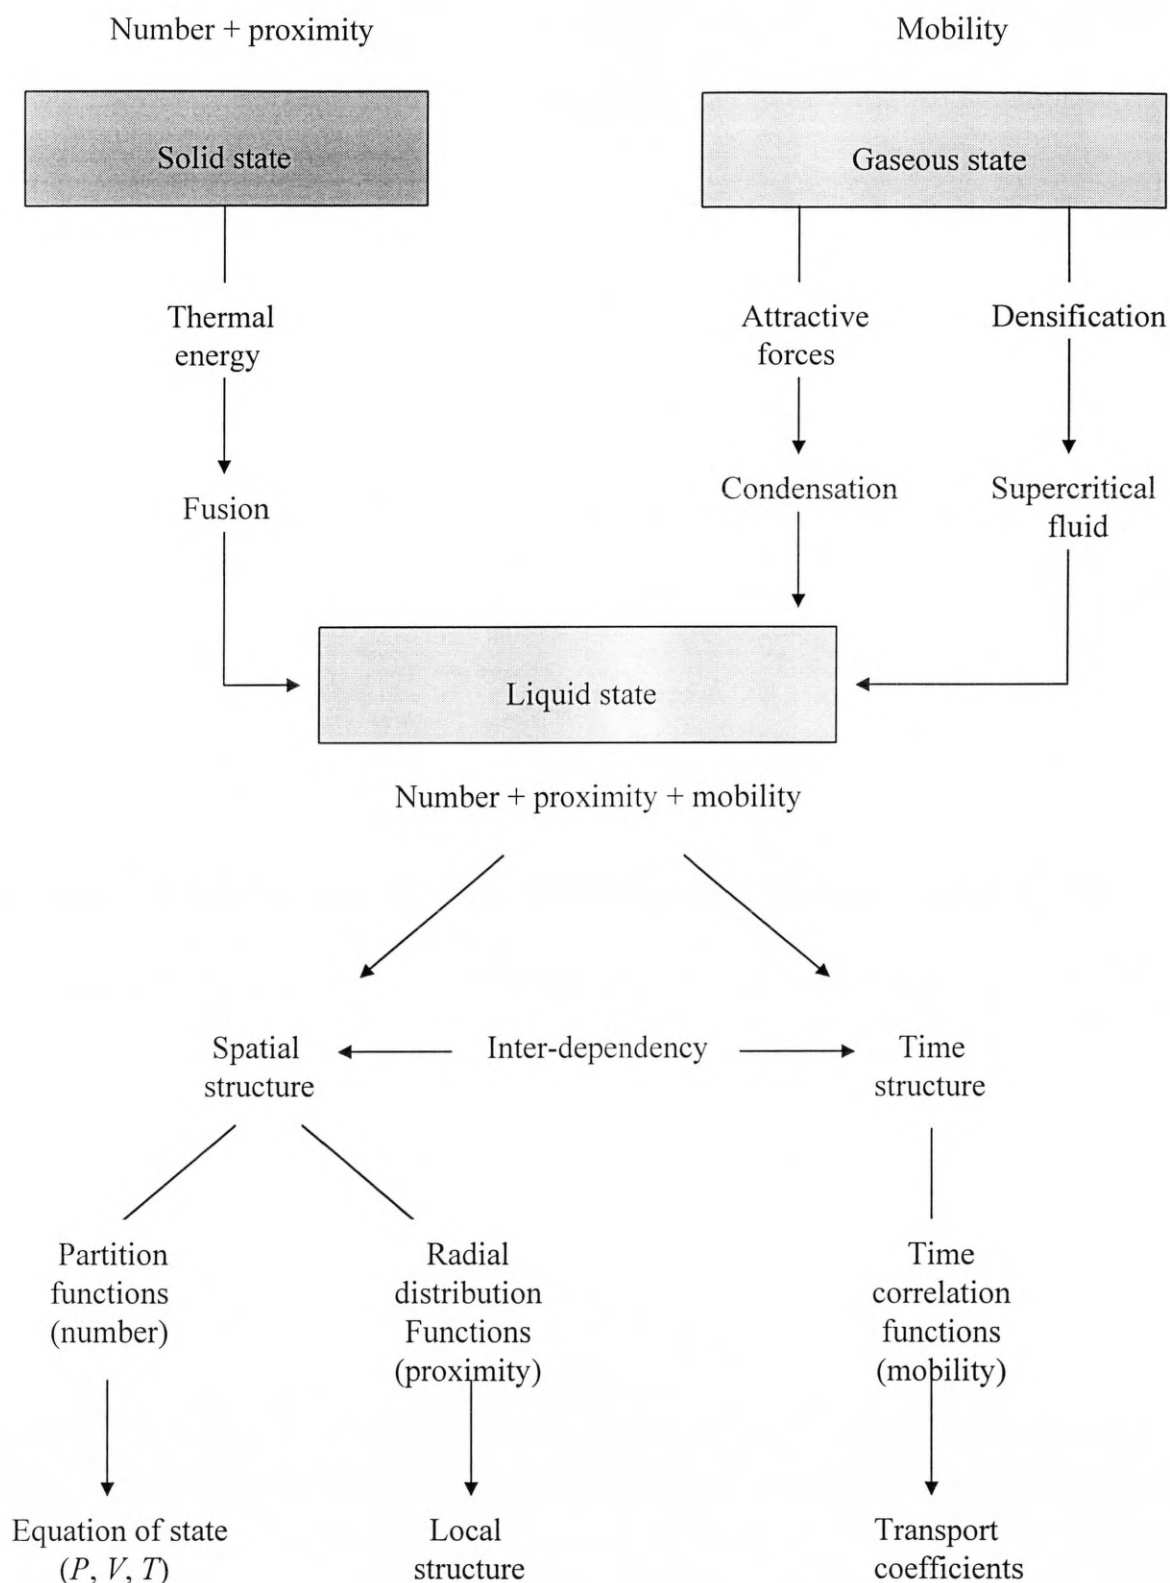 Number + proximity
Mobility
Solid state
Gaseous state
Thermal
energy
Attractive
forces
Densification
Fusion
Condensation
Supercritical
fluid
Liquid state
Number + proximity + mobility
Spatial
structure
Inter-dependency
Time
structure
Partition
functions
(number)
Radial
distribution
Functions
(proximity)
Time
correlation
functions
(mobility)
Equation of state
(P, V, T)
Local
structure
Transport
coefficients